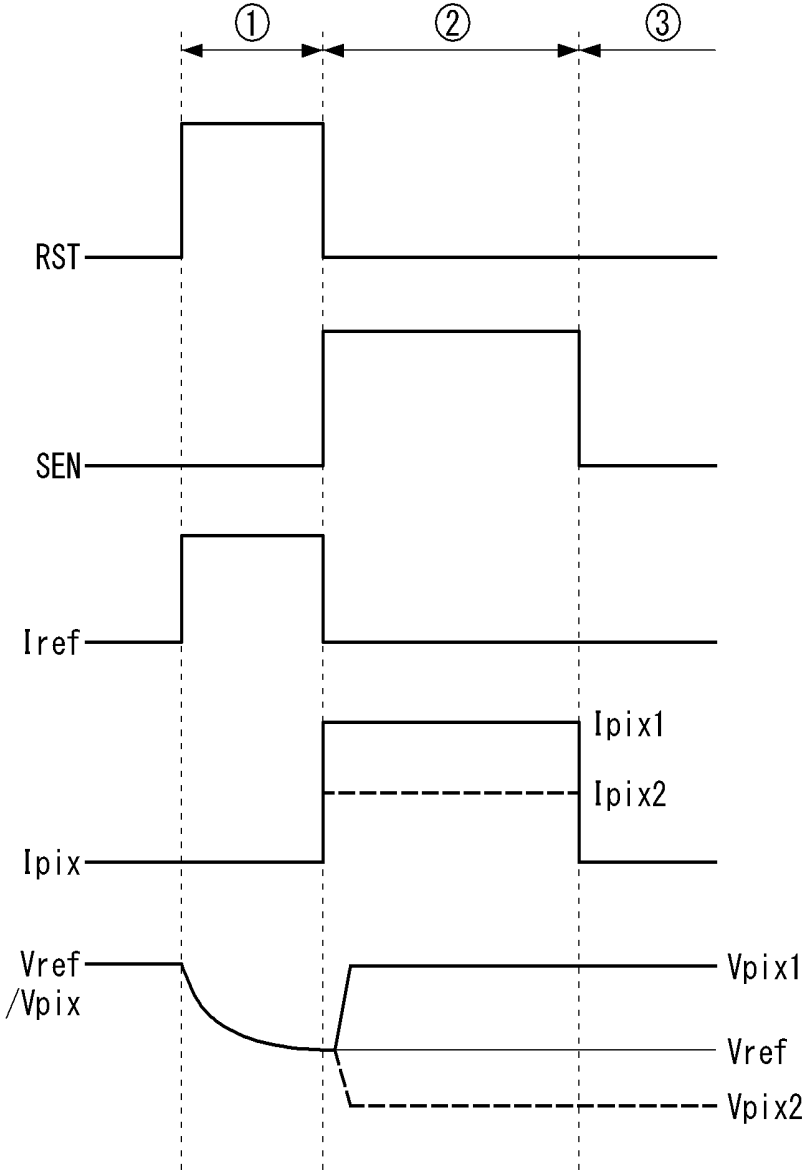 ① ② ③
RST
SEN
Iref
Ipix1
Ipix2
Ipix
Vref
/Vpix
Vpix1
Vref
Vpix2